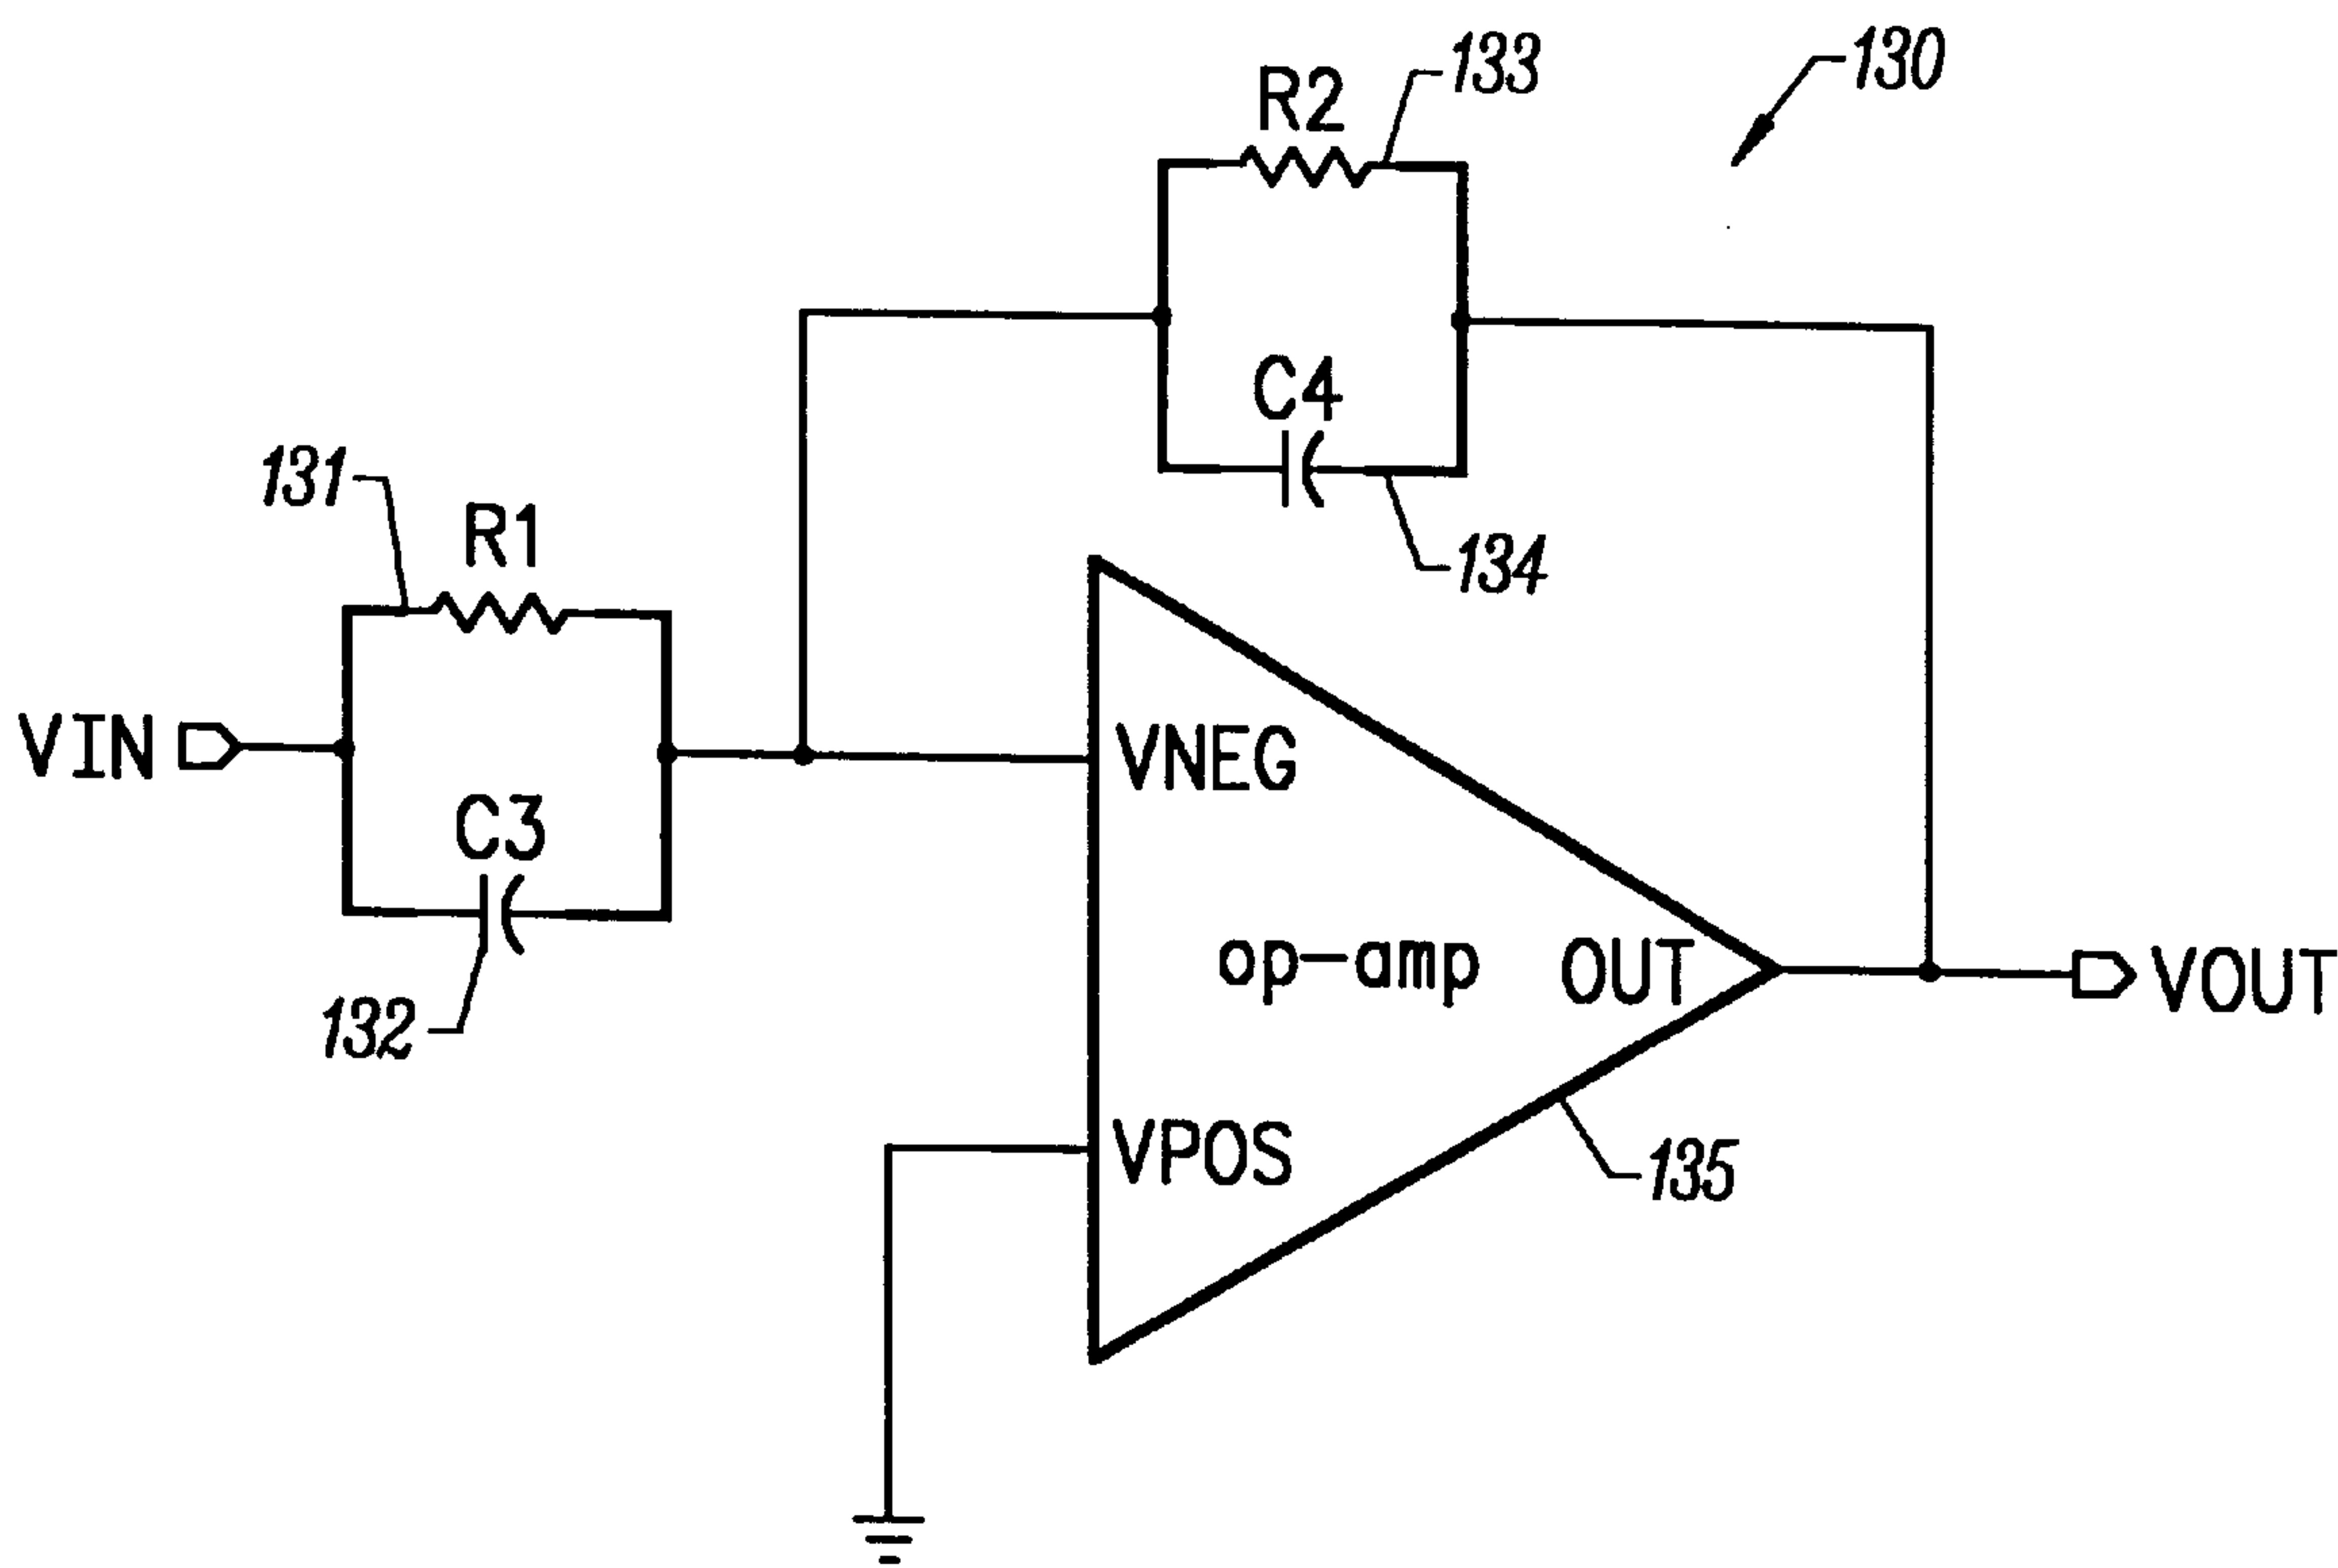 130
133
R2
C4
134
131
R1
VIN
C3
132
VNEG
op-amp OUT
VOUT
VPOS
135